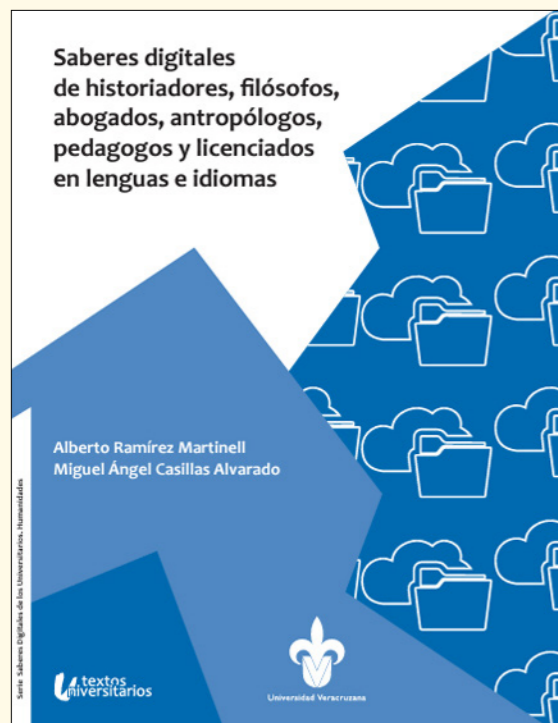 Saberes digitales
de historiadores, filósofos,
abogados, antropólogos,
pedagogos y licenciados
en lenguas e idiomas
Alberto Ramírez Martinell
Miguel Ángel Casillas Alvarado
Serie Saberes Digitales de los Universitarios. Humanidades
textos
Universitarios
Universidad Veracruzana